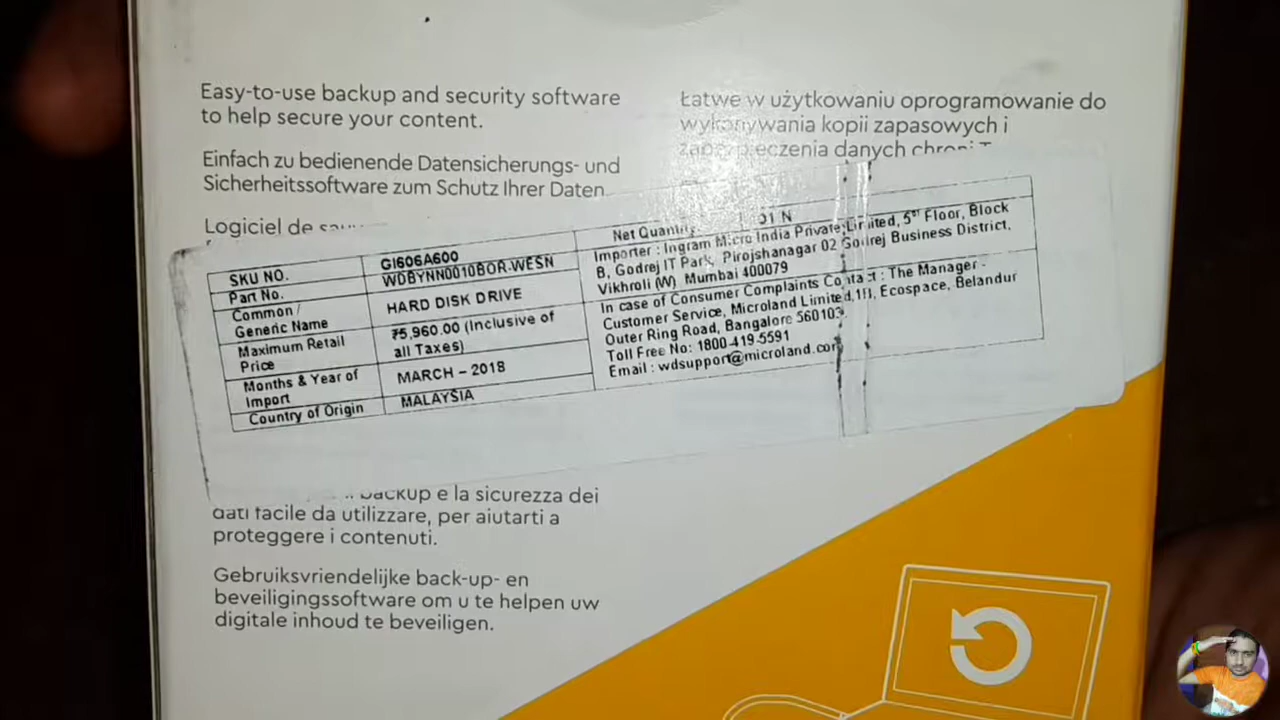 Easy-to-use backup and security software
to help secure your content.
Einfach zu bedienende Datensicherungs- und
Sicherheitssoftware zum Schutz Ihrer Daten
Logiciel de
Łatwe w użytkowaniu oprogramowanie do
wykonywania kopii zapasowych i
danych chroni
SKU NO. GI606A600
Part No. WDBYNN0010BOR-WESN
Common /
Generic Name
HARD DISK DRIVE
Maximum Retail
Price
₹5,960.00 (Inclusive of
all Taxes)
Months & Year of
Import
MARCH - 2018
Country of Origin MALAYSIA
Net Quantity 01 N
Importer : Ingram Micro India Private Limited, 5th Floor, Block
B, Godrej IT Park, Pirojshanagar 02 Godrej Business District,
Vikhroli (W) Mumbai 400079
In case of Consumer Complaints Contact : The Manager -
Customer Service, Microland Limited, Ecospace, Belandur
Outer Ring Road, Bangalore 560103
Toll Free No: 1800-419-5591
Email : wdsupport@microland.com
backup e la sicurezza dei
dati facile da utilizzare, per aiutarti a
proteggere i contenuti.
Gebruiksvriendelijke back-up- en
beveiligingssoftware om u te helpen uw
digitale inhoud te beveiligen.